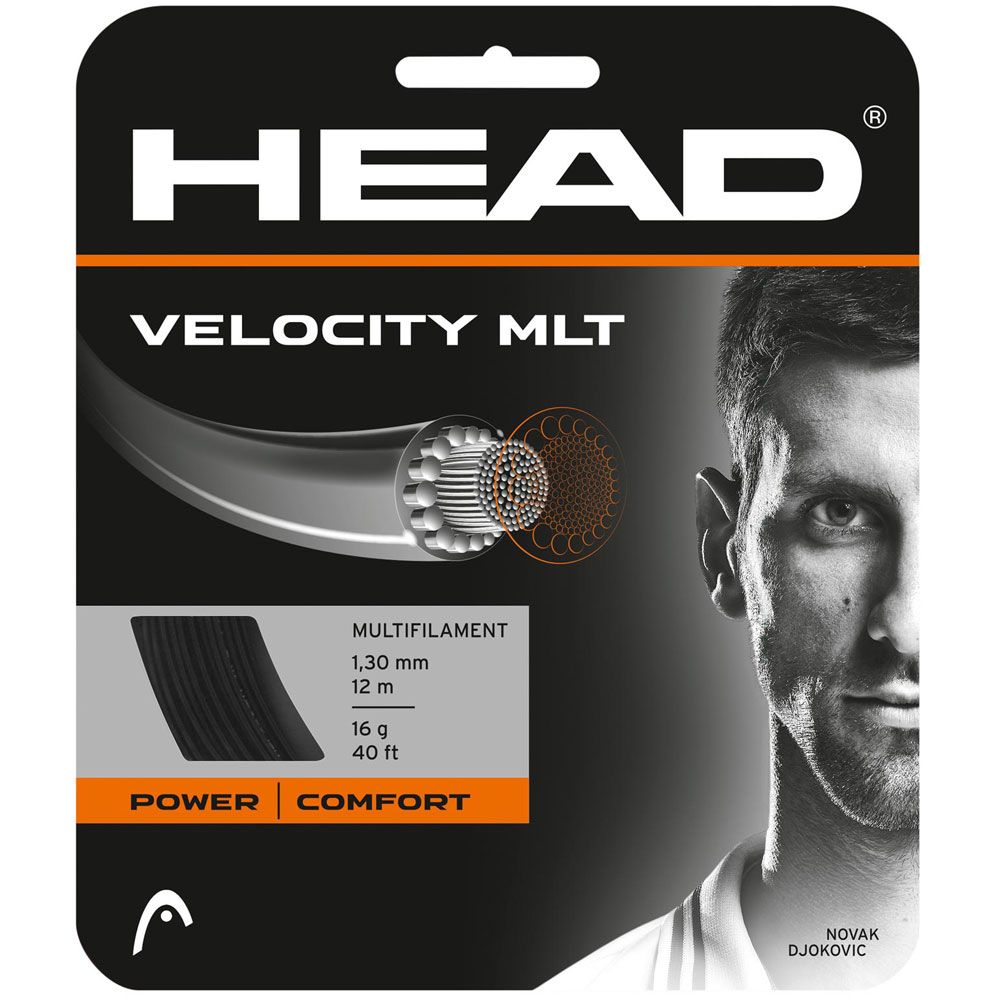 HEAD®
VELOCITY MLT
MULTIFILAMENT
1,30 mm
12 m
16 g
40 ft
POWER | COMFORT
NOVAK
DJOKOVIC